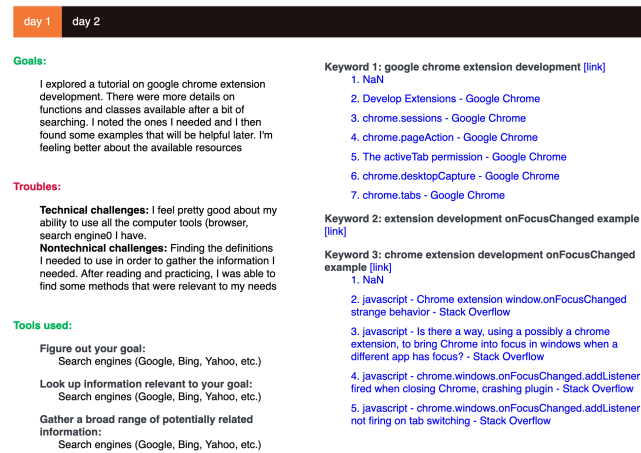 day 1 day 2
Goals:
I explored a tutorial on google chrome extension
development. There were more details on
functions and classes available after a bit of
searching. I noted the ones I needed and I then
found some examples that will be helpful later. I'm
feeling better about the available resources
Troubles:
Technical challenges: I feel pretty good about my
ability to use all the computer tools (browser,
search engine0 I have.
Nontechnical challenges: Finding the definitions
I needed to use in order to gather the information I
needed. After reading and practicing, I was able to
find some methods that were relevant to my needs
Tools used:
Figure out your goal:
Search engines (Google, Bing, Yahoo, etc.)
Look up information relevant to your goal:
Search engines (Google, Bing, Yahoo, etc.)
Gather a broad range of potentially related
information:
Search engines (Google, Bing, Yahoo, etc.)
Keyword 1: google chrome extension development [link]
1. NaN
2. Develop Extensions - Google Chrome
3. chrome.sessions - Google Chrome
4. chrome.pageAction - Google Chrome
5. The activeTab permission - Google Chrome
6. chrome.desktopCapture - Google Chrome
7. chrome.tabs - Google Chrome
Keyword 2: extension development onFocusChanged example
[link]
Keyword 3: chrome extension development onFocusChanged
example [link]
1. NaN
2. javascript - Chrome extension window.onFocusChanged
strange behavior - Stack Overflow
3. javascript - Is there a way, using a possibly a chrome
extension, to bring Chrome into focus in windows when a
different app has focus? - Stack Overflow
4. javascript - chrome.windows.onFocusChanged.addListener
fired when closing Chrome, crashing plugin - Stack Overflow
5. javascript - chrome.windows.onFocusChanged.addListener
not firing on tab switching - Stack Overflow